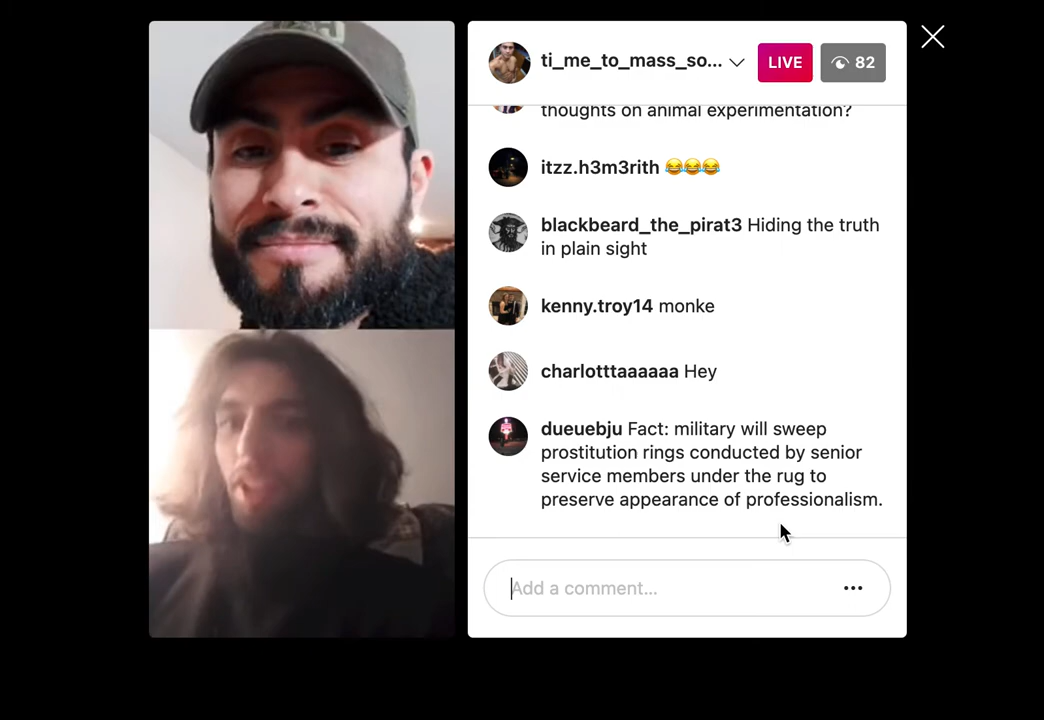 ti_me_to_mass_so... LIVE 82
thoughts on animal experimentation?
itzz.h3m3rith 😂😂😂
blackbeard_the_pirat3 Hiding the truth
in plain sight
kenny.troy14 monke
charlotttaaaaaa Hey
dueuebju Fact: military will sweep
prostitution rings conducted by senior
service members under the rug to
preserve appearance of professionalism.
Add a comment...